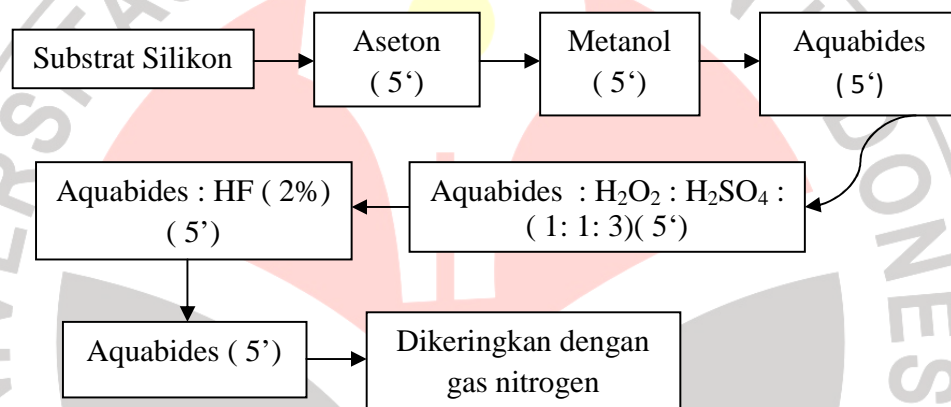 Substrat Silikon
Aseton
( 5‘ )
Metanol
( 5‘ )
Aquabides
( 5‘ )
Aquabides : H₂O₂ : H₂SO₄ :
( 1: 1: 3)( 5‘ )
Aquabides : HF ( 2%)
( 5’ )
Aquabides ( 5’ )
Dikeringkan dengan
gas nitrogen